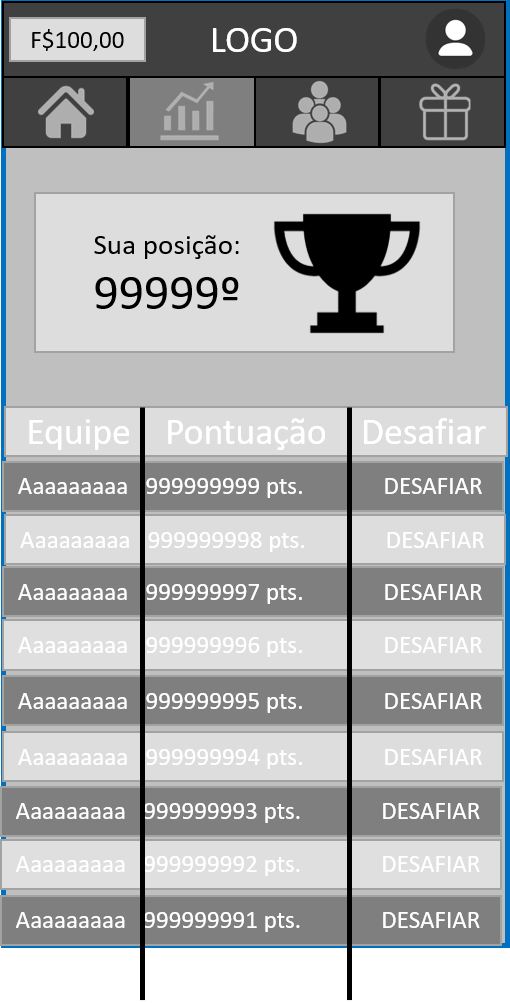 F$100,00
LOGO
Sua posição:
99999º
Equipe Pontuação Desafiar
Aaaaaaaaa 999999999 pts. DESAFIAR
Aaaaaaaaa 999999998 pts. DESAFIAR
Aaaaaaaaa 999999997 pts. DESAFIAR
Aaaaaaaaa 999999996 pts. DESAFIAR
Aaaaaaaaa 999999995 pts. DESAFIAR
Aaaaaaaaa 999999994 pts. DESAFIAR
Aaaaaaaaa 999999993 pts. DESAFIAR
Aaaaaaaaa 999999992 pts. DESAFIAR
Aaaaaaaaa 999999991 pts. DESAFIAR